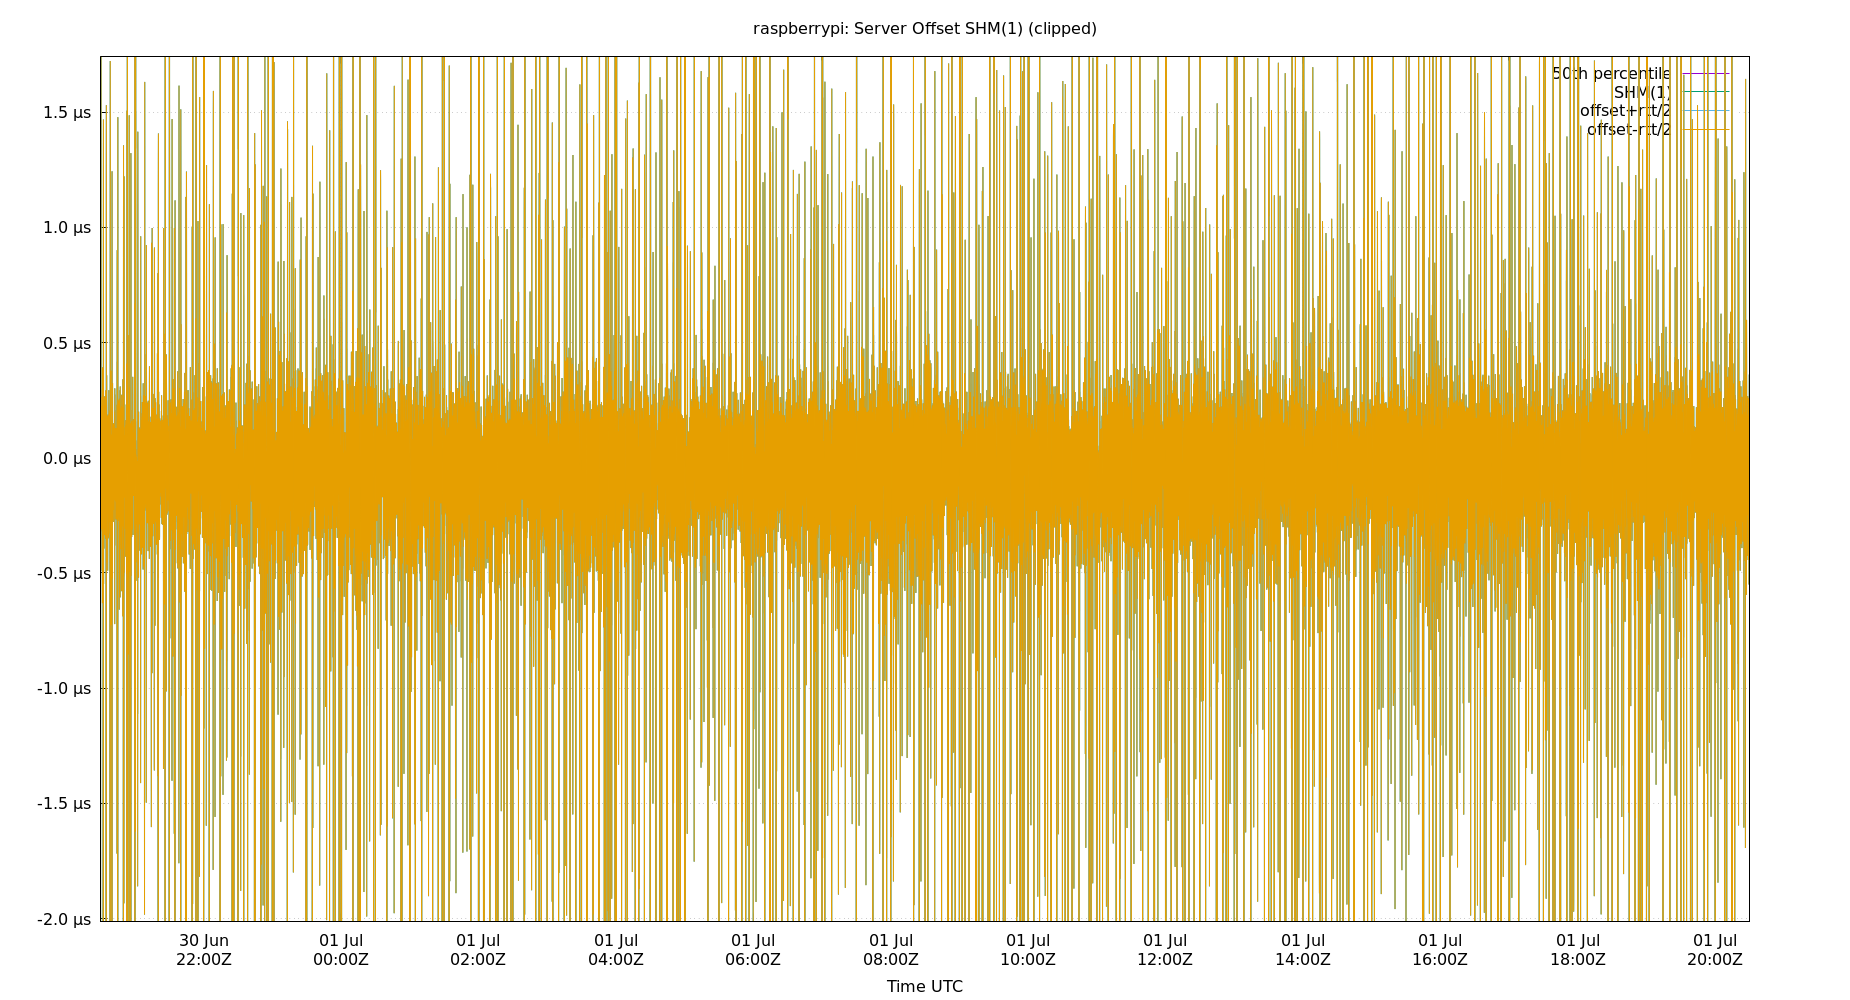 raspberrypi: Server Offset SHM(1) (clipped)
50th percentile
SHM(1)
offset+rtt/2
offset-rtt/2
1.5 µs
1.0 µs
0.5 µs
0.0 µs
-0.5 µs
-1.0 µs
-1.5 µs
-2.0 µs
30 Jun 01 Jul 01 Jul 01 Jul 01 Jul 01 Jul 01 Jul 01 Jul 01 Jul 01 Jul 01 Jul 01 Jul
22:00Z 00:00Z 02:00Z 04:00Z 06:00Z 08:00Z 10:00Z 12:00Z 14:00Z 16:00Z 18:00Z 20:00Z
Time UTC